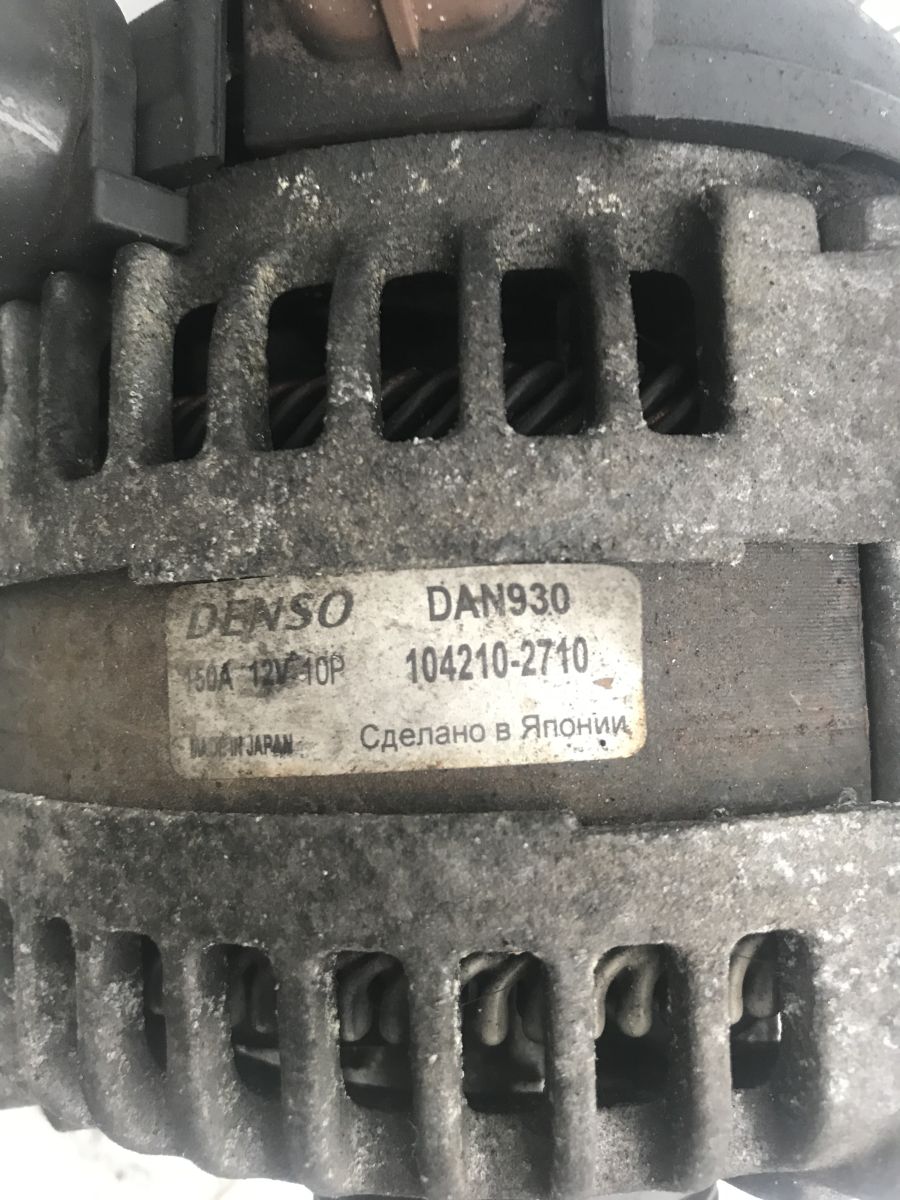 DENSO DAN930
150A 12V 10P 104210-2710
MADE IN JAPAN Сделано в Японии